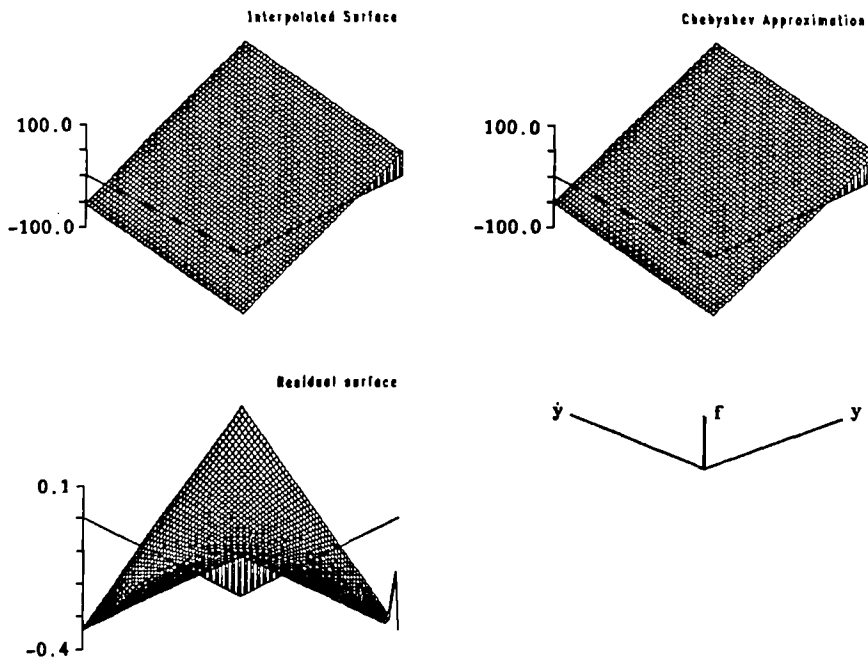 Interpolated Surface
Chebyshev Approximation
100.0
-100.0
100.0
-100.0
Residual surface
0.1
-0.4
ẏ
f
y